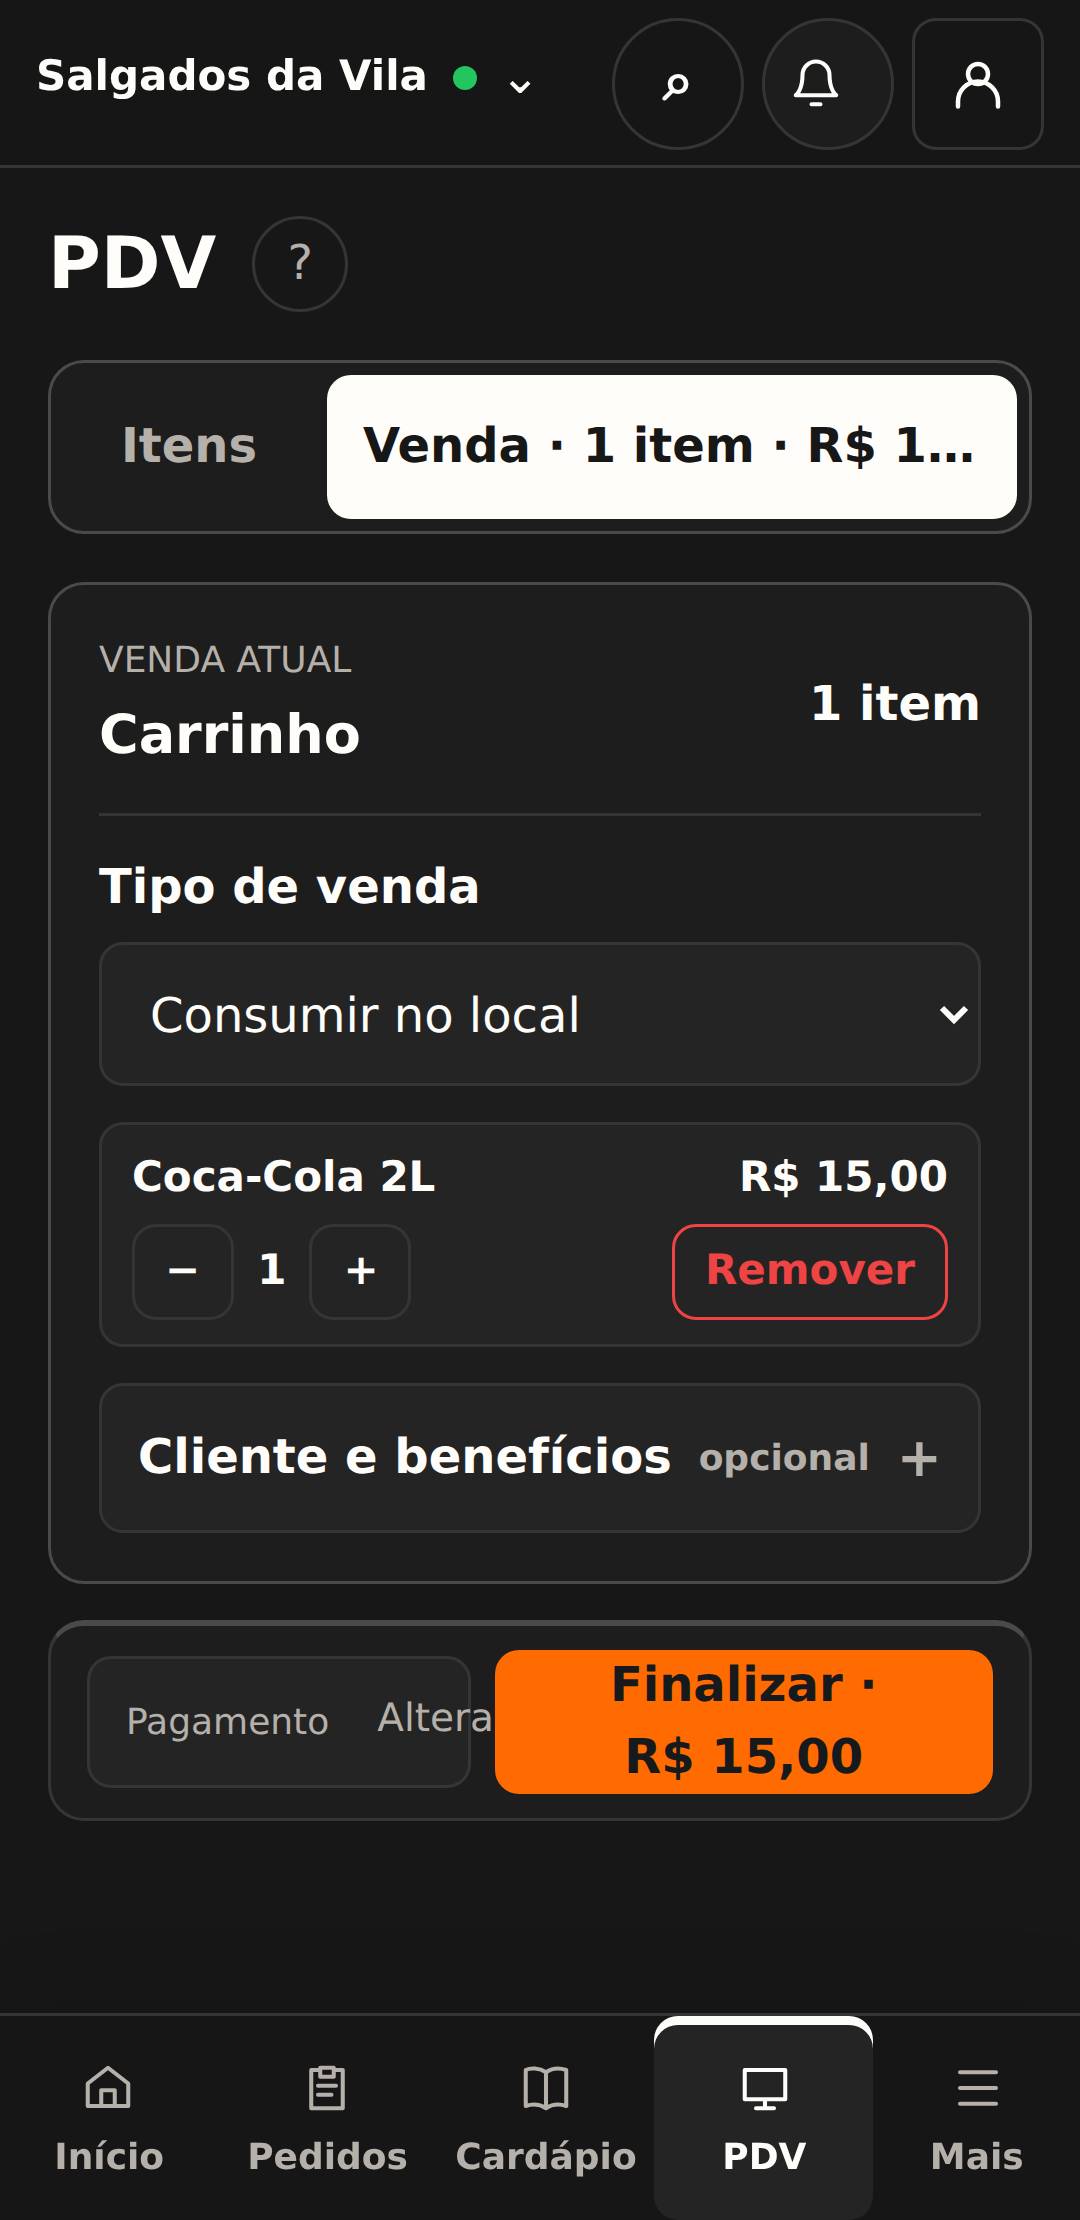 Salgados da Vila
PDV ?
Itens Venda · 1 item · R$ 1…
VENDA ATUAL
Carrinho
1 item
Tipo de venda
Consumir no local
Coca-Cola 2L R$ 15,00
− 1 + Remover
Cliente e benefícios opcional +
Pagamento Altera
Finalizar ·
R$ 15,00
Início Pedidos Cardápio PDV Mais